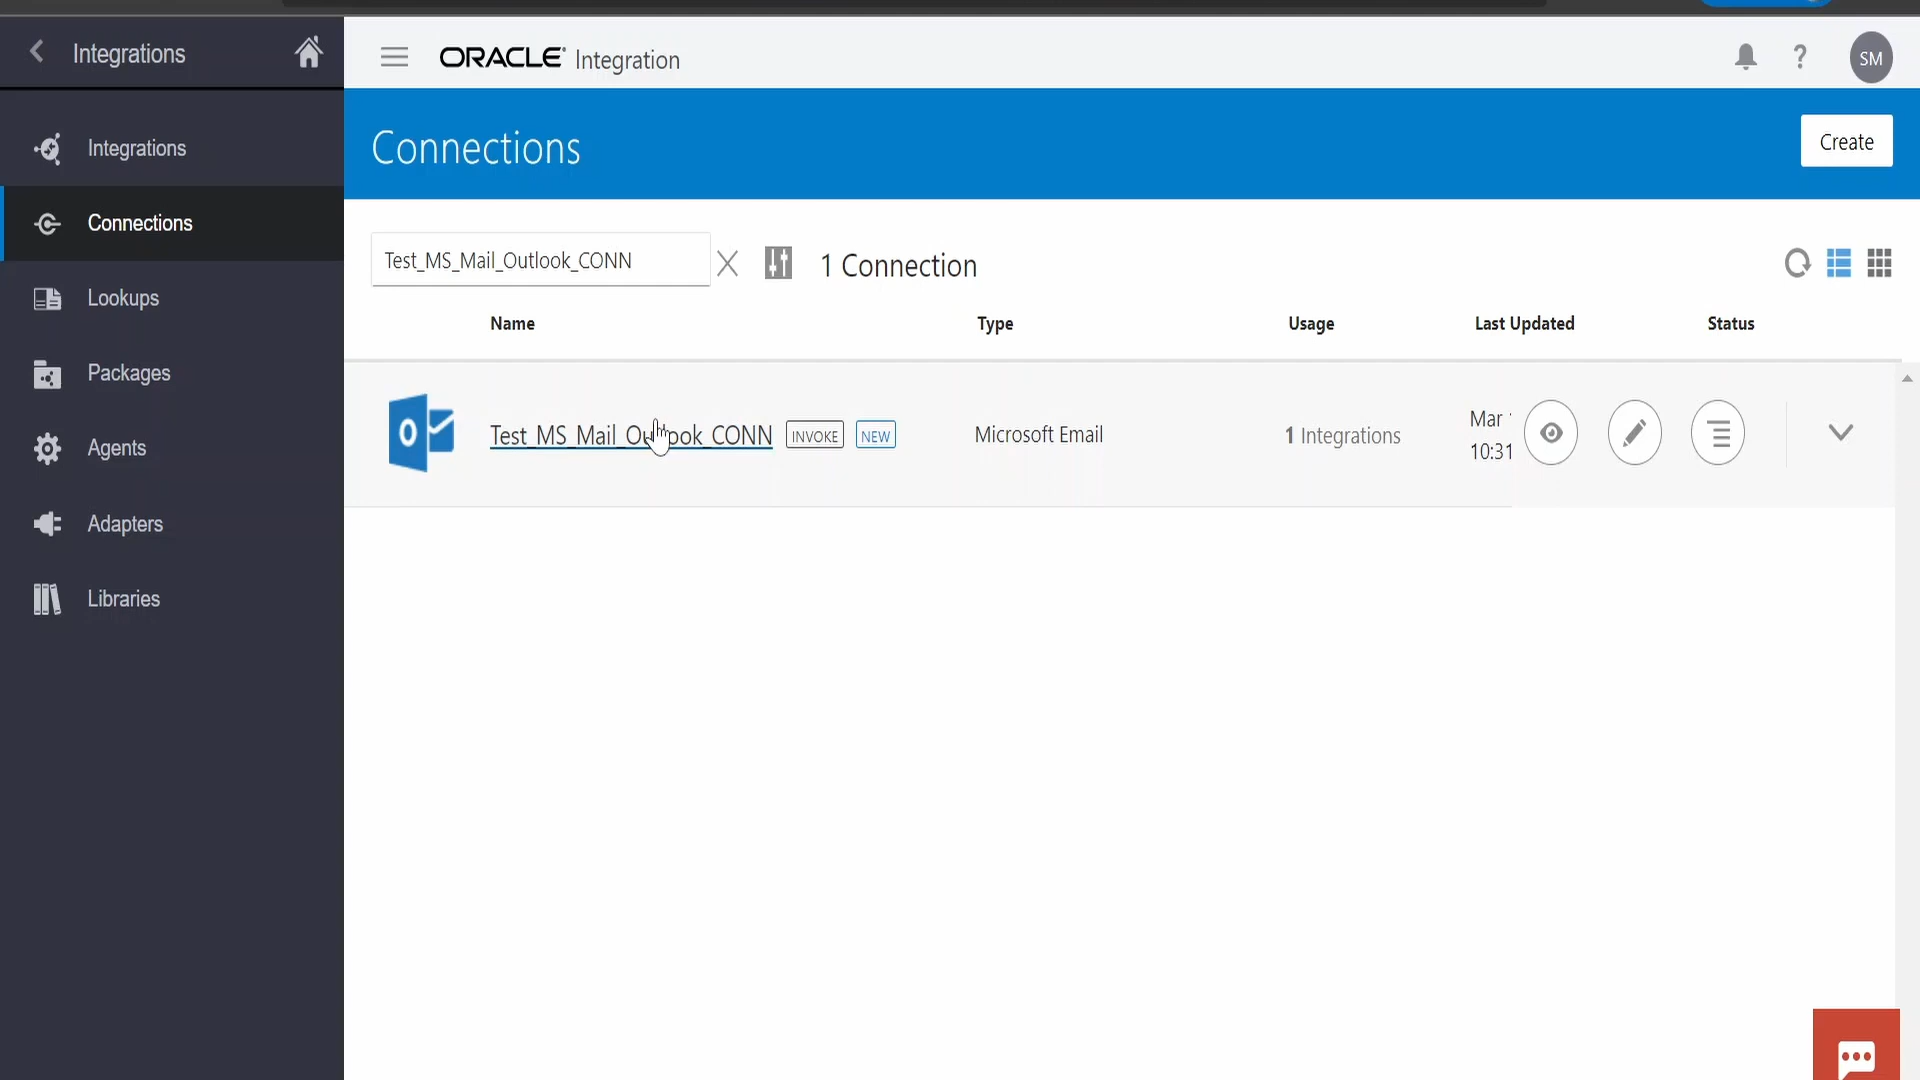 Integrations
ORACLE Integration
?
SM
Integrations
Connections
Lookups
Packages
Agents
Adapters
Libraries
Connections
Create
Test_MS_Mail_Outlook_CONN
1 Connection
Name Type Usage Last Updated Status
Test_MS_Mail_Outlook_CONN INVOKE NEW Microsoft Email 1 Integrations Mar
10:31